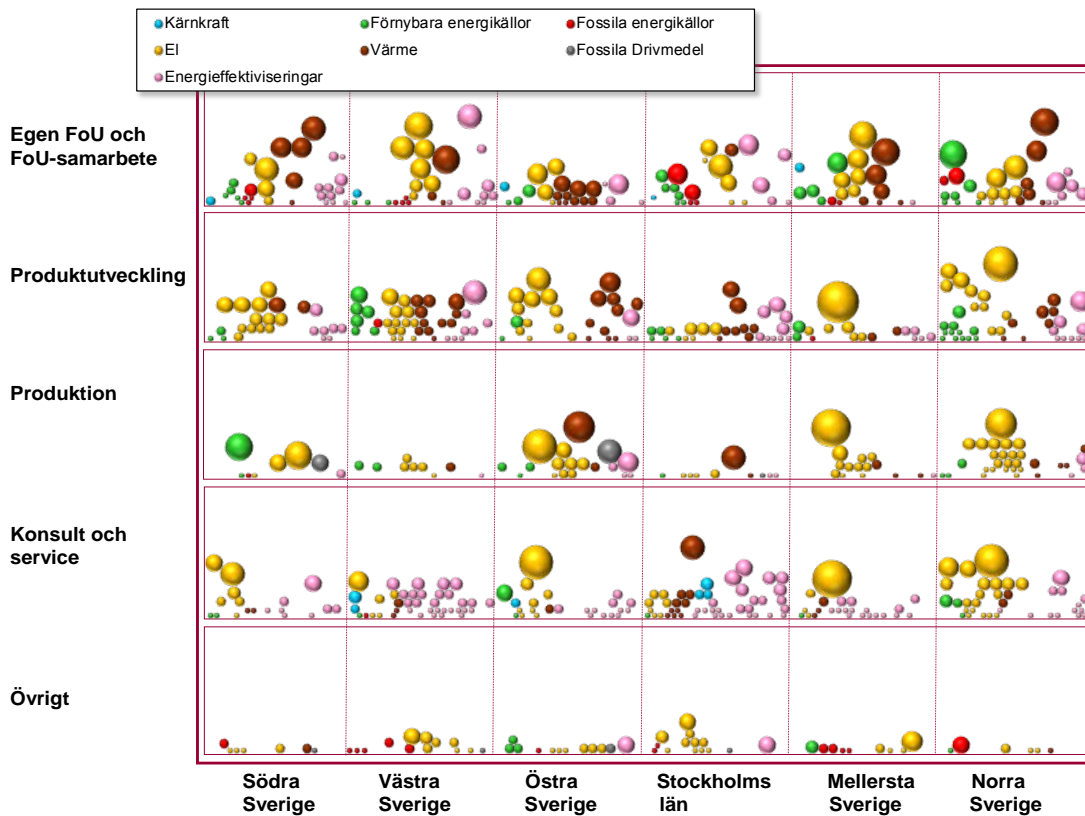 Kärnkraft
Förnybara energikällor
Fossila energikällor
El
Värme
Fossila Drivmedel
Energieffektiviseringar
Egen FoU och
FoU-samarbete
Produktutveckling
Produktion
Konsult och
service
Övrigt
Södra
Sverige
Västra
Sverige
Östra
Sverige
Stockholms
län
Mellersta
Sverige
Norra
Sverige